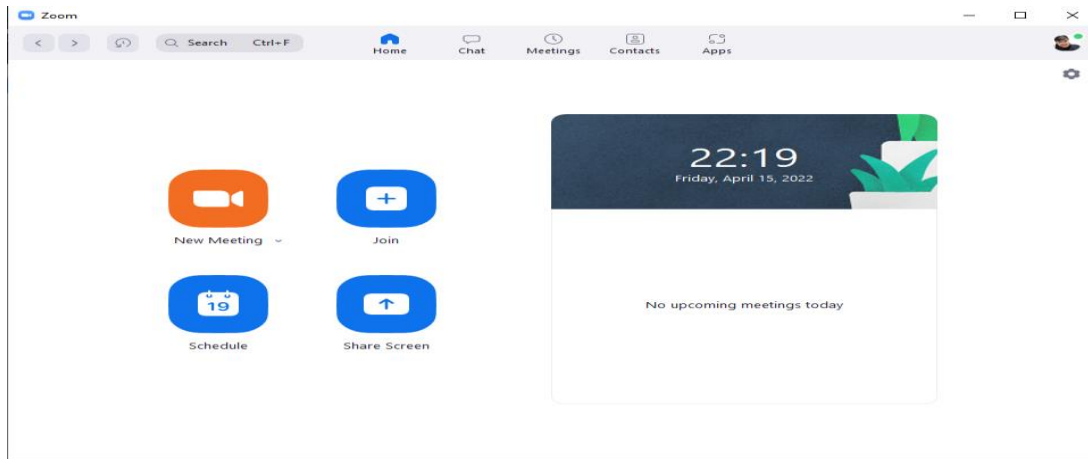 Zoom
Search Ctrl+F
Home Chat Meetings Contacts Apps
22:19
Friday, April 15, 2022
New Meeting
Join
19
Schedule
Share Screen
No upcoming meetings today